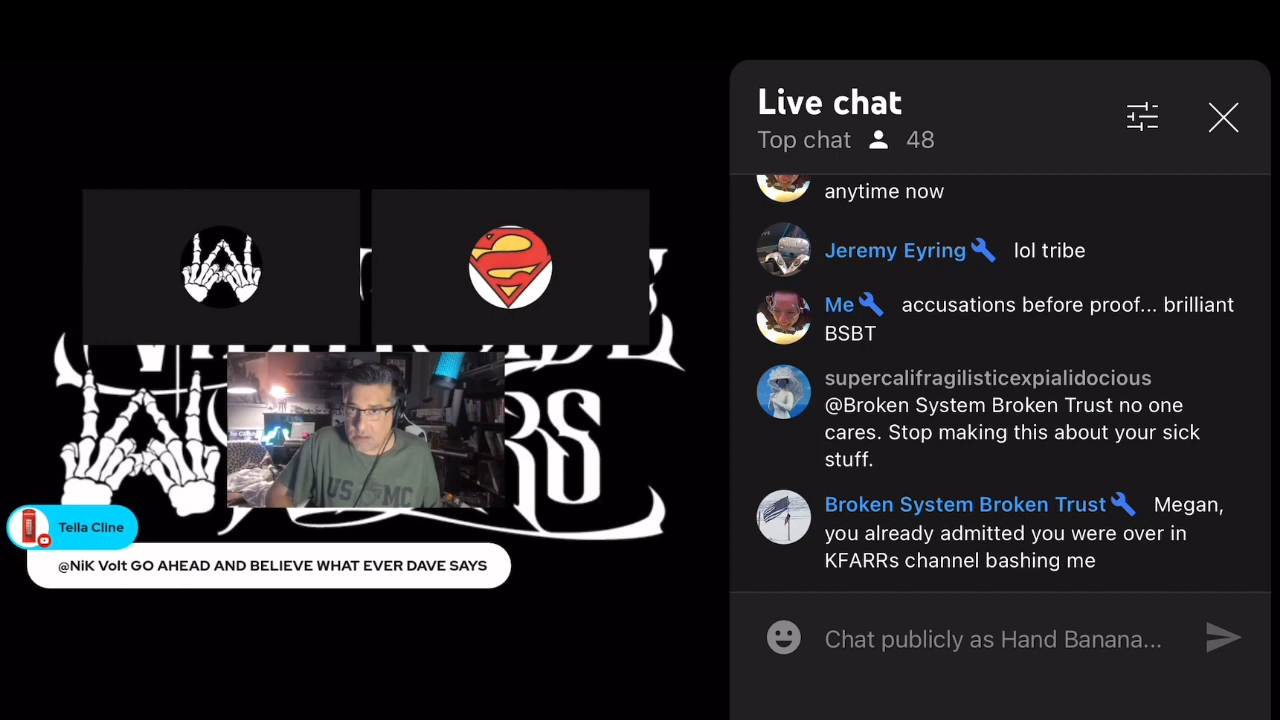 Live chat
Top chat 48
anytime now
Jeremy Eyring lol tribe
Me accusations before proof... brilliant
BSBT
supercalifragilisticexpialidocious
@Broken System Broken Trust no one
cares. Stop making this about your sick
stuff.
Broken System Broken Trust Megan,
you already admitted you were over in
KFARRs channel bashing me
Chat publicly as Hand Banana...
US MC
Tella Cline
@NiK Volt GO AHEAD AND BELIEVE WHAT EVER DAVE SAYS